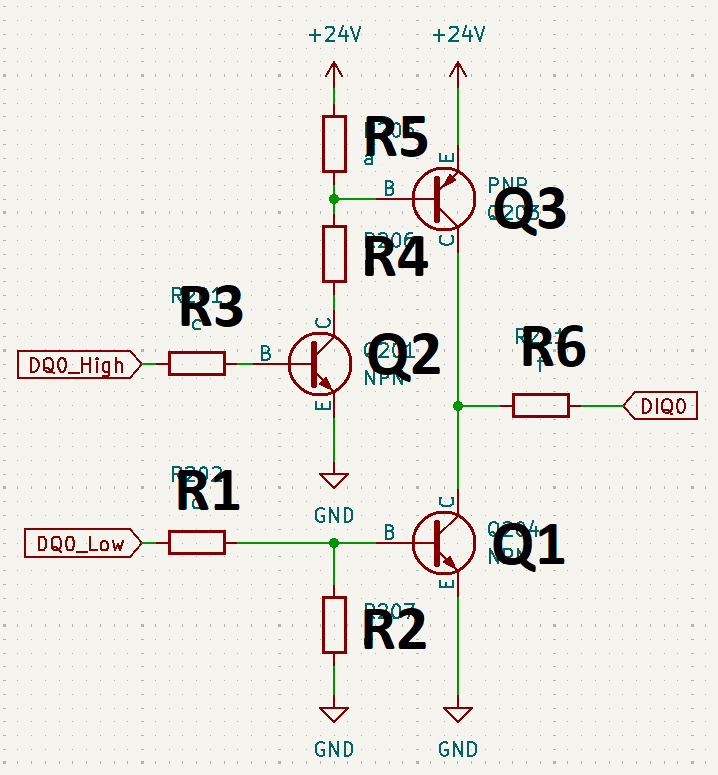 +24V +24V
R5
B E
PNP
Q3
C
R4
R3
C
DQ0_High B Q2
NPN
E
R6
DIQ0
R1
GND
C
DQ0_Low B Q1
E
R2
GND GND